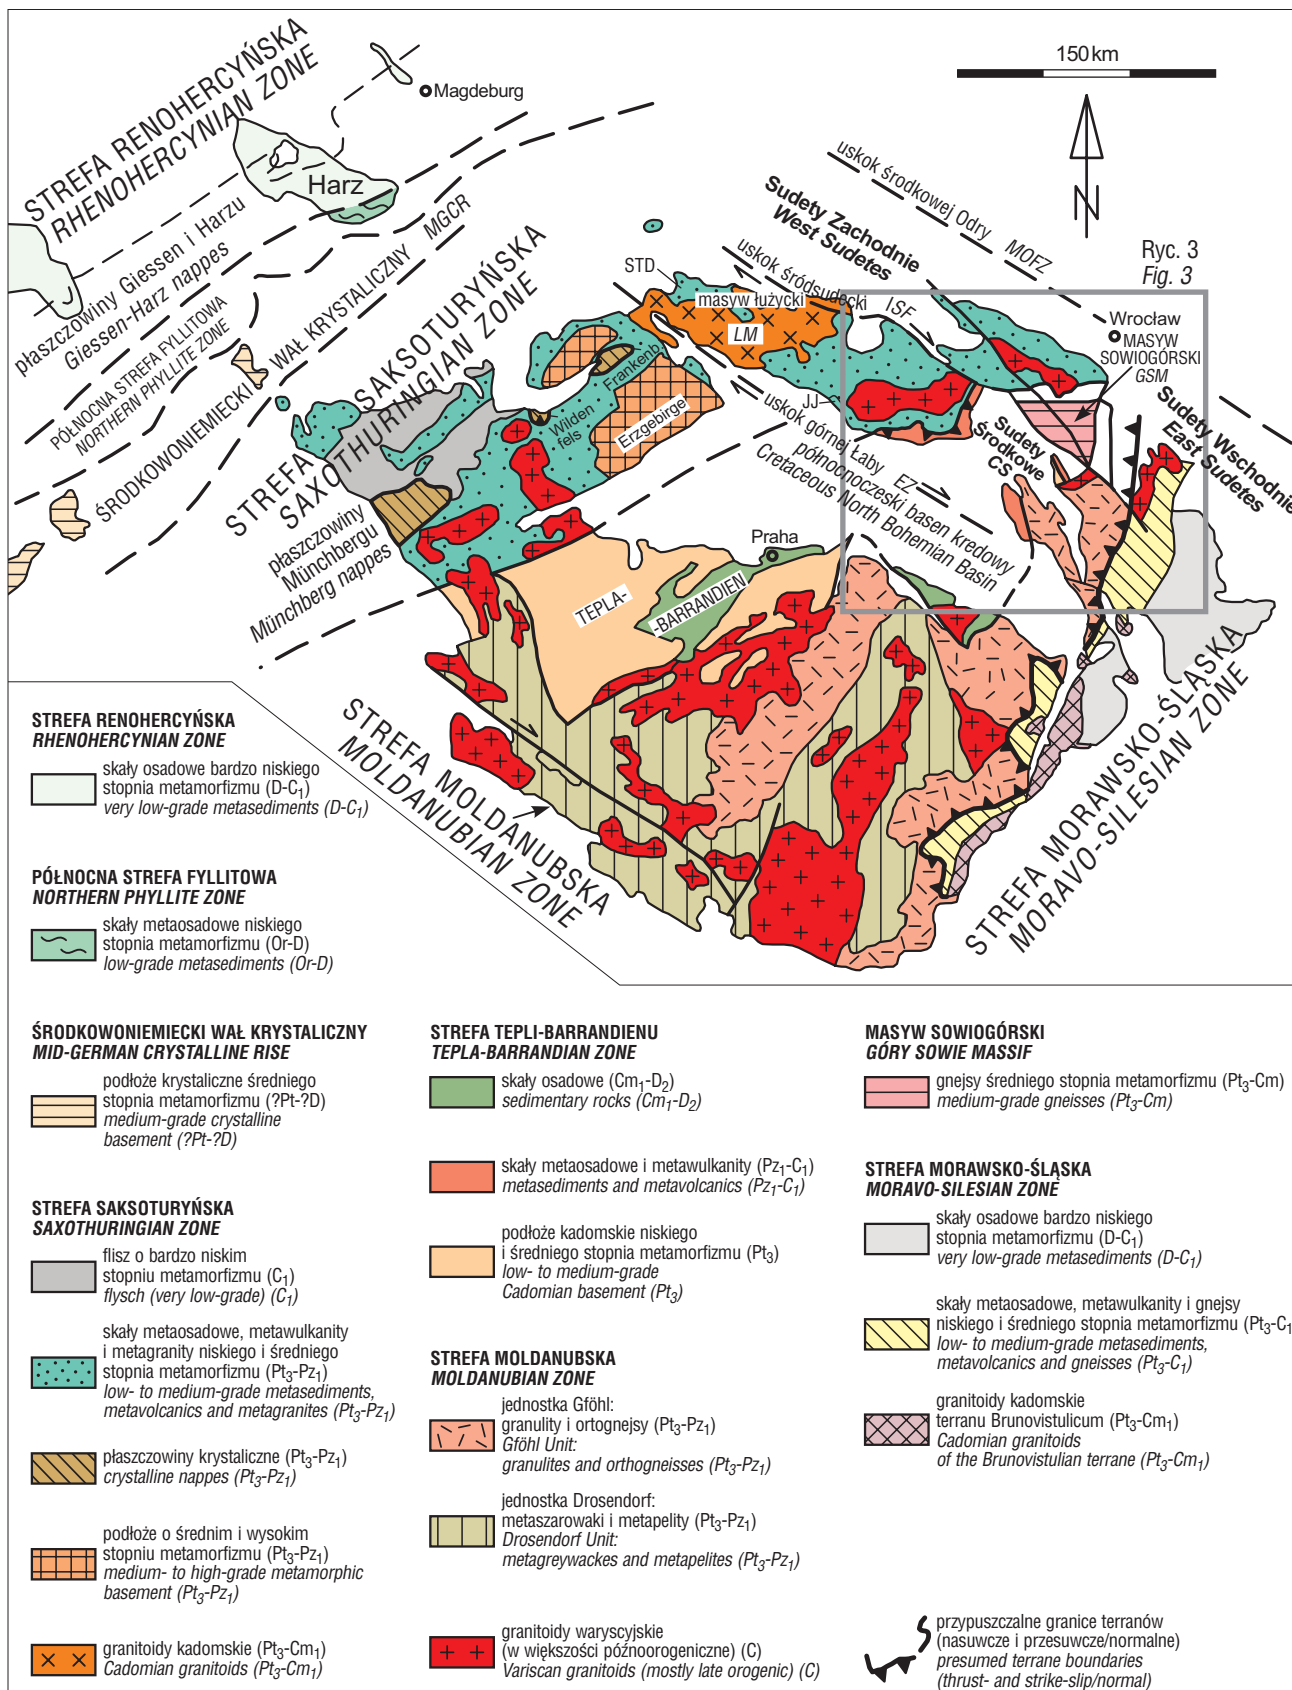 STREFA RENOHERCYŃSKA
RHENOHERCYNIAN ZONE
Magdeburg
150 km
N
Harz
płaszczowiny Giessen i Harzu
Giessen-Harz nappes
PÓŁNOCNA STREFA FYLLITOWA
NORTHERN PHYLLITE ZONE
ŚRODKOWONIEMIECKI WAŁ KRYSTALICZNY MGCR
STREFA SAKSOTURYŃSKA
SAXOTHURINGIAN ZONE
uskok środkowej Odry MOFZ
Sudety Zachodnie
West Sudetes
uskok śródsudecki ISF
Ryc. 3
Fig. 3
STD
masyw łużycki
LM
Wrocław
MASYW
SOWIOGÓRSKI
GSM
Frankenb.
Wilden
fels
Erzgebirge
JJ
uskok górnej Łaby EZ
północnoczeski basen kredowy
Cretaceous North Bohemian Basin
Sudety
Środkowe
CS
Sudety Wschodnie
East Sudetes
płaszczowiny
Münchbergu
Münchberg nappes
Praha
TEPLA-
-BARRANDIEN
STREFA MOLDANUBSKA
MOLDANUBIAN ZONE
STREFA MORAWSKO-ŚLĄSKA
MORAVO-SILESIAN ZONE
STREFA RENOHERCYŃSKA
RHENOHERCYNIAN ZONE
skały osadowe bardzo niskiego
stopnia metamorfizmu (D-C1)
very low-grade metasediments (D-C1)
PÓŁNOCNA STREFA FYLLITOWA
NORTHERN PHYLLITE ZONE
skały metaosadowe niskiego
stopnia metamorfizmu (Or-D)
low-grade metasediments (Or-D)
ŚRODKOWONIEMIECKI WAŁ KRYSTALICZNY
MID-GERMAN CRYSTALLINE RISE
podłoże krystaliczne średniego
stopnia metamorfizmu (?Pt-?D)
medium-grade crystalline
basement (?Pt-?D)
STREFA SAKSOTURYŃSKA
SAXOTHURINGIAN ZONE
flisz o bardzo niskim
stopniu metamorfizmu (C1)
flysch (very low-grade) (C1)
skały metaosadowe, metawulkanity
i metagranity niskiego i średniego
stopnia metamorfizmu (Pt3-Pz1)
low- to medium-grade metasediments,
metavolcanics and metagranites (Pt3-Pz1)
płaszczowiny krystaliczne (Pt3-Pz1)
crystalline nappes (Pt3-Pz1)
podłoże o średnim i wysokim
stopniu metamorfizmu (Pt3-Pz1)
medium- to high-grade metamorphic
basement (Pt3-Pz1)
granitoidy kadomskie (Pt3-Cm1)
Cadomian granitoids (Pt3-Cm1)
STREFA TEPLI-BARRANDIENU
TEPLA-BARRANDIAN ZONE
skały osadowe (Cm1-D2)
sedimentary rocks (Cm1-D2)
skały metaosadowe i metawulkanity (Pz1-C1)
metasediments and metavolcanics (Pz1-C1)
podłoże kadomskie niskiego
i średniego stopnia metamorfizmu (Pt3)
low- to medium-grade
Cadomian basement (Pt3)
STREFA MOLDANUBSKA
MOLDANUBIAN ZONE
jednostka Gföhl:
granulity i ortognejsy (Pt3-Pz1)
Gföhl Unit:
granulites and orthogneisses (Pt3-Pz1)
jednostka Drosendorf:
metaszarowaki i metapelity (Pt3-Pz1)
Drosendorf Unit:
metagreywackes and metapelites (Pt3-Pz1)
granitoidy waryscyjskie
(w większości późnoorogeniczne) (C)
Variscan granitoids (mostly late orogenic) (C)
MASYW SOWIOGÓRSKI
GÓRY SOWIE MASSIF
gnejsy średniego stopnia metamorfizmu (Pt3-Cm)
medium-grade gneisses (Pt3-Cm)
STREFA MORAWSKO-ŚLĄSKA
MORAVO-SILESIAN ZONE
skały osadowe bardzo niskiego
stopnia metamorfizmu (D-C1)
very low-grade metasediments (D-C1)
skały metaosadowe, metawulkanity i gnejsy
niskiego i średniego stopnia metamorfizmu (Pt3-C1
low- to medium-grade metasediments,
metavolcanics and gneisses (Pt3-C1)
granitoidy kadomskie
terranu Brunovistulicum (Pt3-Cm1)
Cadomian granitoids
of the Brunovistulian terrane (Pt3-Cm1)
przypuszczalne granice terranów
(nasuwcze i przesuwcze/normalne)
presumed terrane boundaries
(thrust- and strike-slip/normal)